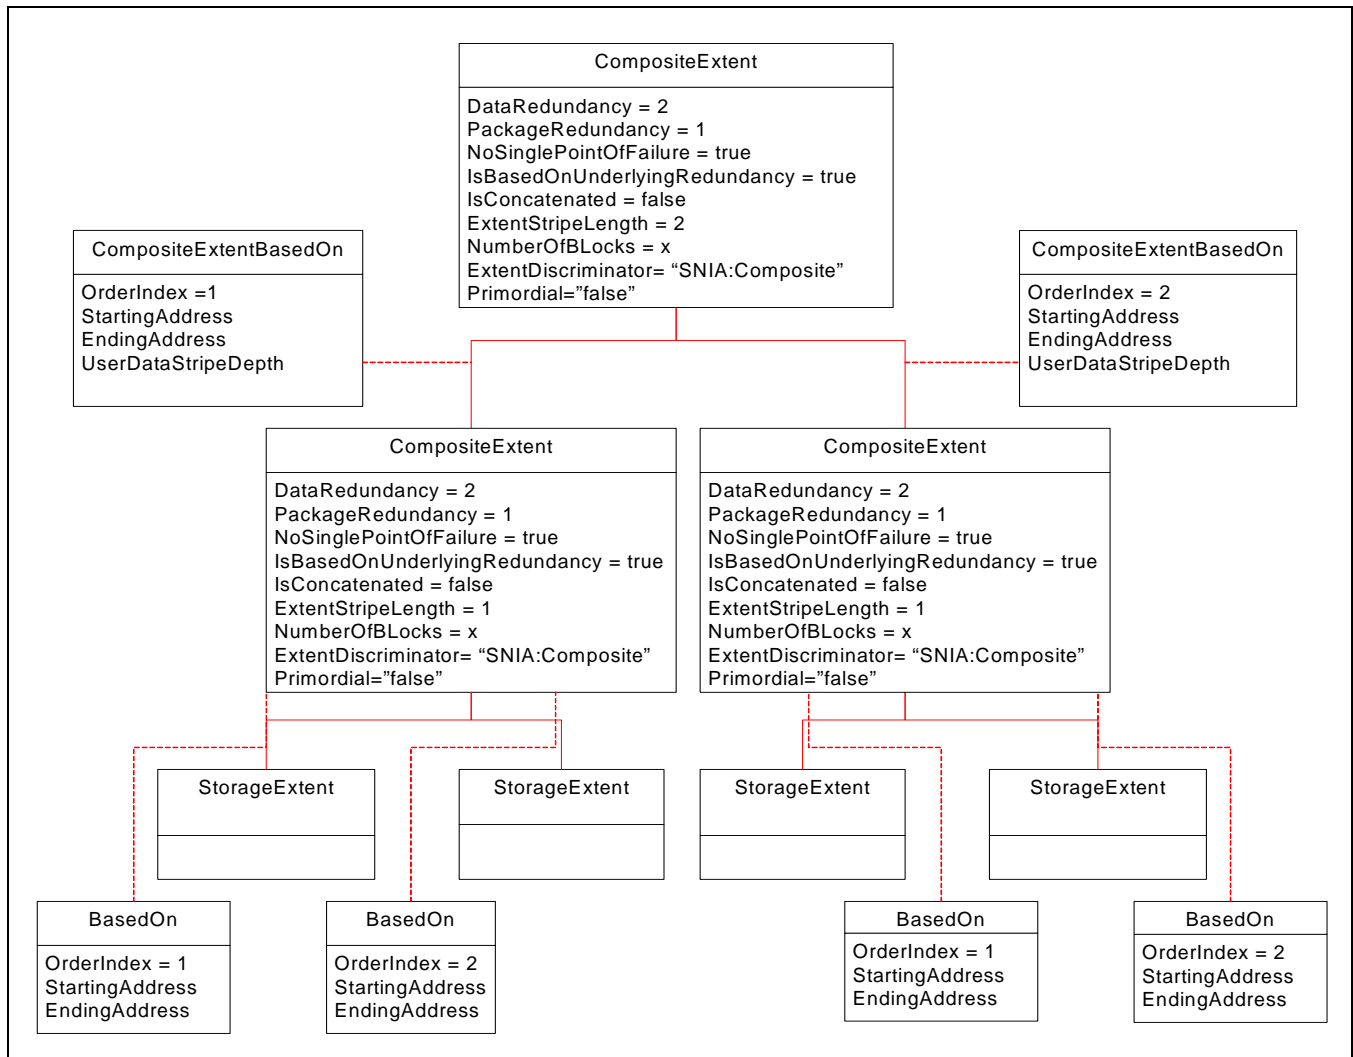 CompositeExtent
DataRedundancy = 2
PackageRedundancy = 1
NoSinglePointOfFailure = true
IsBasedOnUnderlyingRedundancy = true
IsConcatenated = false
ExtentStripeLength = 2
NumberOfBLocks = x
ExtentDiscriminator= “SNIA:Composite”
Primordial=”false”
CompositeExtentBasedOn
OrderIndex =1
StartingAddress
EndingAddress
UserDataStripeDepth
CompositeExtentBasedOn
OrderIndex = 2
StartingAddress
EndingAddress
UserDataStripeDepth
CompositeExtent
DataRedundancy = 2
PackageRedundancy = 1
NoSinglePointOfFailure = true
IsBasedOnUnderlyingRedundancy = true
IsConcatenated = false
ExtentStripeLength = 1
NumberOfBLocks = x
ExtentDiscriminator= “SNIA:Composite”
Primordial=”false”
CompositeExtent
DataRedundancy = 2
PackageRedundancy = 1
NoSinglePointOfFailure = true
IsBasedOnUnderlyingRedundancy = true
IsConcatenated = false
ExtentStripeLength = 1
NumberOfBLocks = x
ExtentDiscriminator= “SNIA:Composite”
Primordial=”false”
StorageExtent
StorageExtent
StorageExtent
StorageExtent
BasedOn
OrderIndex = 1
StartingAddress
EndingAddress
BasedOn
OrderIndex = 2
StartingAddress
EndingAddress
BasedOn
OrderIndex = 1
StartingAddress
EndingAddress
BasedOn
OrderIndex = 2
StartingAddress
EndingAddress